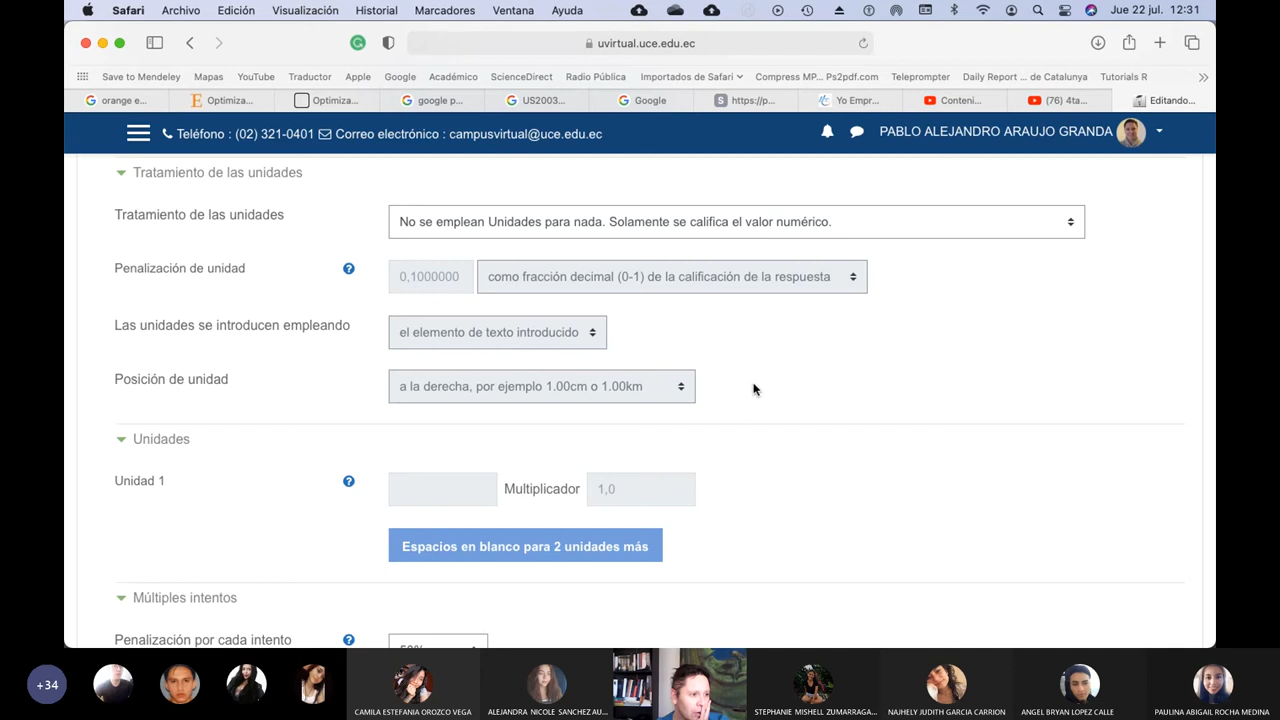 Safari Archivo Edición Visualización Historial Marcadores Ventana Ayuda Jue 22 jul. 12:31
uvirtual.uce.edu.ec
Save to Mendeley Mapas YouTube Traductor Apple Google Académico ScienceDirect Radio Pública Importados de Safari Compress MP... Ps2pdf.com Teleprompter Daily Report ... de Catalunya Tutorials R
orange e... Optimiza... Optimiza... google p... US2003... Google https://p... Yo Empr... Conteni... (76) 4ta... Editando...
Teléfono : (02) 321-0401 Correo electrónico : campusvirtual@uce.edu.ec PABLO ALEJANDRO ARAUJO GRANDA
Tratamiento de las unidades
Tratamiento de las unidades No se emplean Unidades para nada. Solamente se califica el valor numérico.
Penalización de unidad 0,1000000 como fracción decimal (0-1) de la calificación de la respuesta
Las unidades se introducen empleando el elemento de texto introducido
Posición de unidad a la derecha, por ejemplo 1.00cm o 1.00km
Unidades
Unidad 1 Multiplicador 1,0
Espacios en blanco para 2 unidades más
Múltiples intentos
Penalización por cada intento
+34 CAMILA ESTEFANIA OROZCO VEGA ALEJANDRA NICOLE SANCHEZ AU... STEPHANIE MISHELL ZUMARRAGA... NAJHELY JUDITH GARCIA CARRION ANGEL BRYAN LOPEZ CALLE PAULINA ABIGAIL ROCHA MEDINA